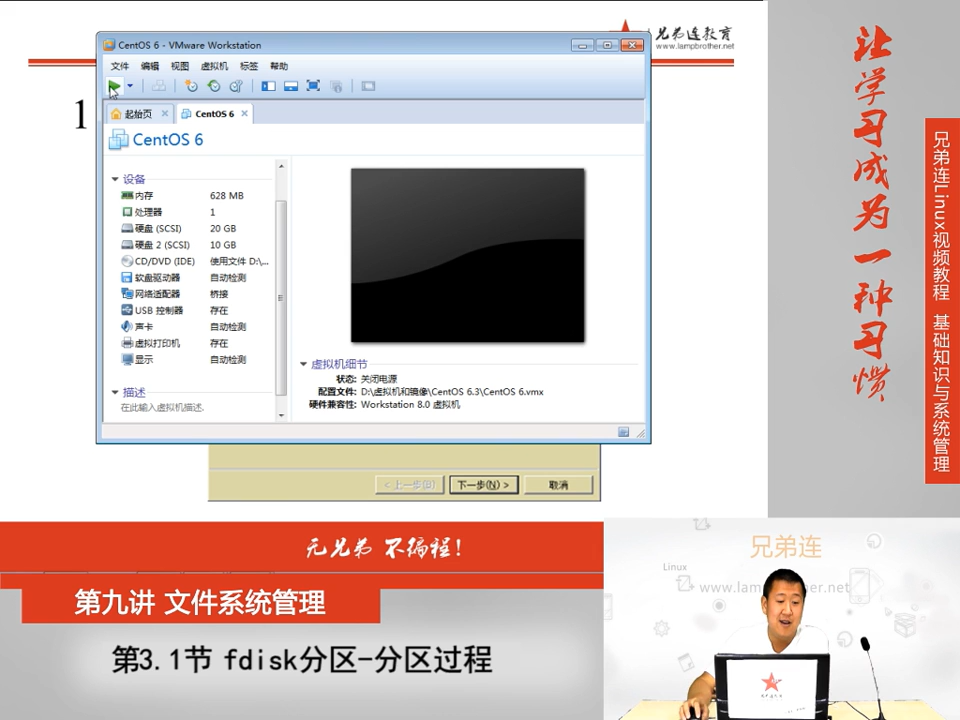 CentOS 6 - VMware Workstation
兄弟连教育
www.lampbrother.net
文件 编辑 视图 虚拟机 标签 帮助
1
起始页 CentOS 6
CentOS 6
设备
内存 628 MB
处理器 1
硬盘 (SCSI) 20 GB
硬盘 2 (SCSI) 10 GB
CD/DVD (IDE) 使用文件 D:\...
软盘驱动器 自动检测
网络适配器 桥接
USB 控制器 存在
声卡 自动检测
虚拟打印机 存在
显示 自动检测
描述
在此输入虚拟机描述.
虚拟机细节
状态: 关闭电源
配置文件: D:\虚拟机和镜像\CentOS 6.3\CentOS 6.vmx
硬件兼容性: Workstation 8.0 虚拟机
< 上一步(B) 下一步(N) > 取消
让学习成为一种习惯
兄弟连Linux视频教程 基础知识与系统管理
无兄弟 不编程!
第九讲 文件系统管理
第3.1节 fdisk分区-分区过程
兄弟连
Linux